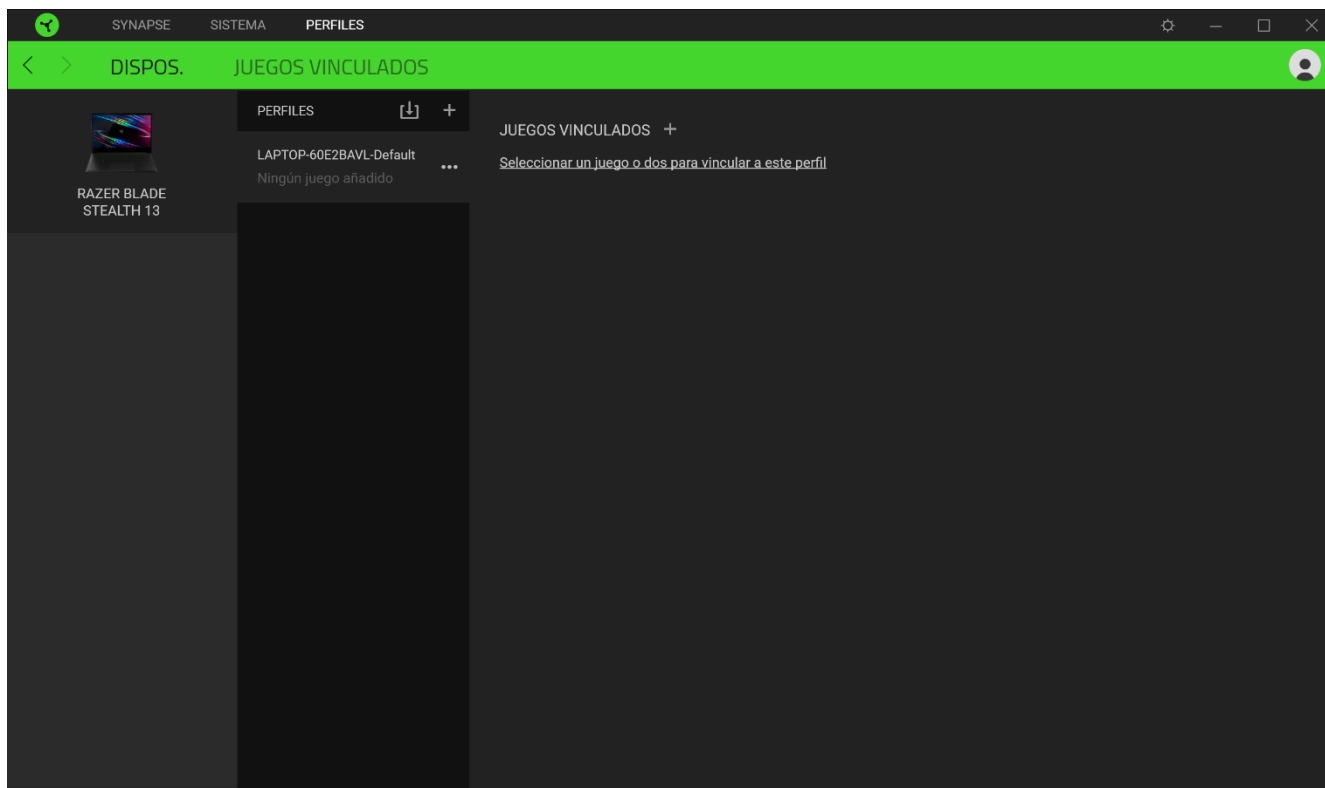 SYNAPSE SISTEMA PERFILES
DISPOS. JUEGOS VINCULADOS
RAZER BLADE
STEALTH 13
PERFILES
LAPTOP-60E2BAVL-Default
Ningún juego añadido
JUEGOS VINCULADOS
Seleccionar un juego o dos para vincular a este perfil